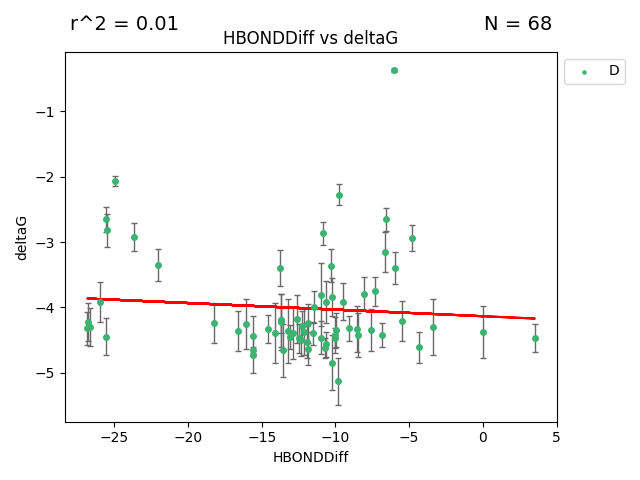 r^2 = 0.01
N = 68
HBONDDiff vs deltaG
D
deltaG
−1
−2
−3
−4
−5
−25
−20
−15
−10
−5
0
5
HBONDDiff